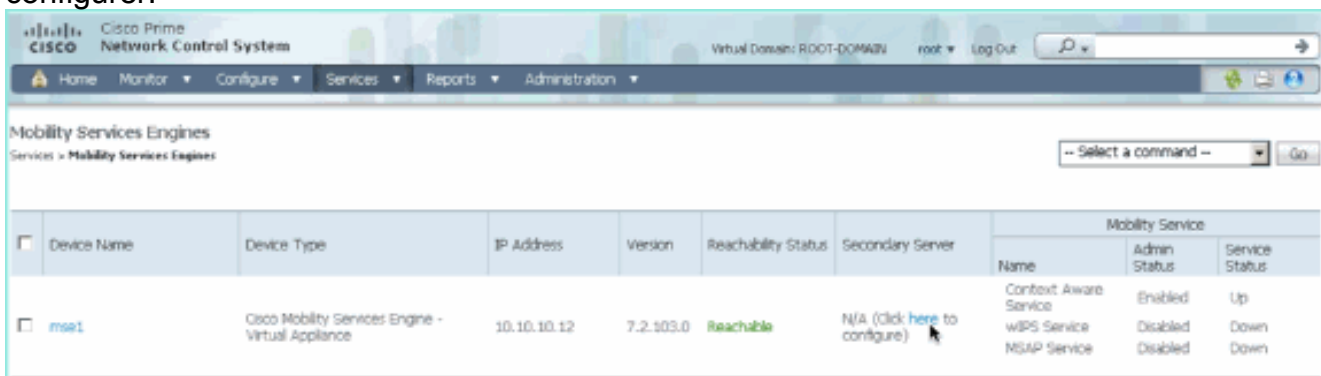 configurer.
Cisco Prime
CISCO Network Control System
Virtual Domain: ROOT-DOMAIN root Log Out
Home Monitor Configure Services Reports Administration
Mobility Services Engines
Services > Mobility Services Engines
-- Select a command -- Go
Mobility Service
Device Name Device Type IP Address Version Reachability Status Secondary Server
Name Admin Status Service Status
mse1 Cisco Mobility Services Engine - Virtual Appliance 10.10.10.12 7.2.103.0 Reachable N/A (Click here to configure)
Context Aware Service Enabled Up
wIPS Service Disabled Down
MSAP Service Disabled Down